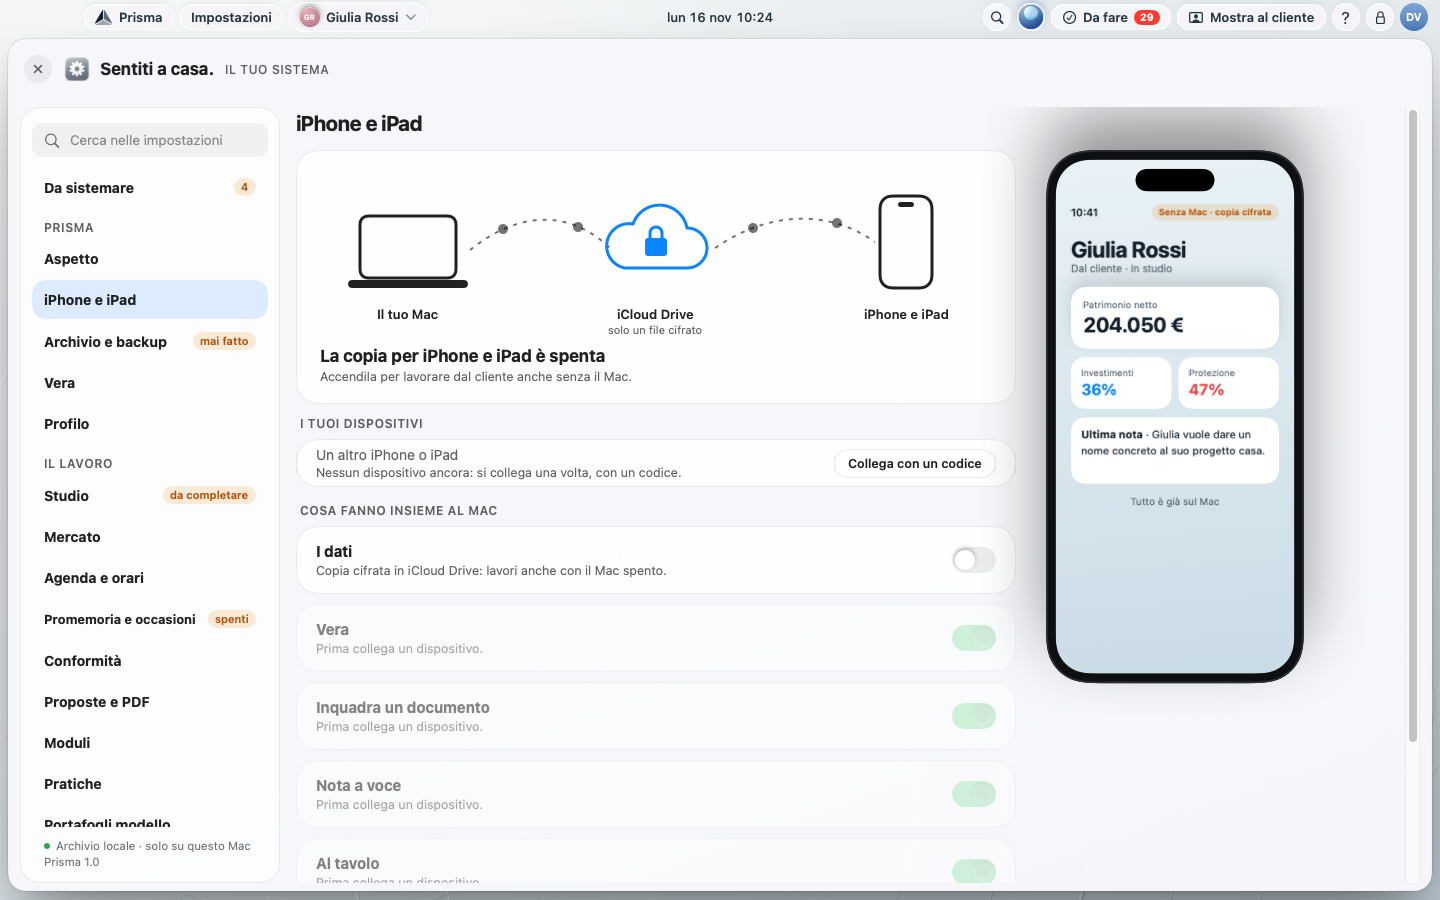 Prisma
Impostazioni
GR Giulia Rossi
lun 16 nov 10:24
Da fare 29
Mostra al cliente
?
DV
Sentiti a casa. IL TUO SISTEMA
Cerca nelle impostazioni
Da sistemare 4
PRISMA
Aspetto
iPhone e iPad
Archivio e backup mai fatto
Vera
Profilo
IL LAVORO
Studio da completare
Mercato
Agenda e orari
Promemoria e occasioni spenti
Conformità
Proposte e PDF
Moduli
Pratiche
Portafogli modello
Archivio locale · solo su questo Mac
Prisma 1.0
iPhone e iPad
Il tuo Mac
iCloud Drive
solo un file cifrato
iPhone e iPad
La copia per iPhone e iPad è spenta
Accendila per lavorare dal cliente anche senza il Mac.
I TUOI DISPOSITIVI
Un altro iPhone o iPad
Nessun dispositivo ancora: si collega una volta, con un codice.
Collega con un codice
COSA FANNO INSIEME AL MAC
I dati
Copia cifrata in iCloud Drive: lavori anche con il Mac spento.
Vera
Prima collega un dispositivo.
Inquadra un documento
Prima collega un dispositivo.
Nota a voce
Prima collega un dispositivo.
Al tavolo
Prima collega un dispositivo.
10:41
Senza Mac · copia cifrata
Giulia Rossi
Dal cliente · In studio
Patrimonio netto
204.050 €
Investimenti
36%
Protezione
47%
Ultima nota · Giulia vuole dare un
nome concreto al suo progetto casa.
Tutto è già sul Mac